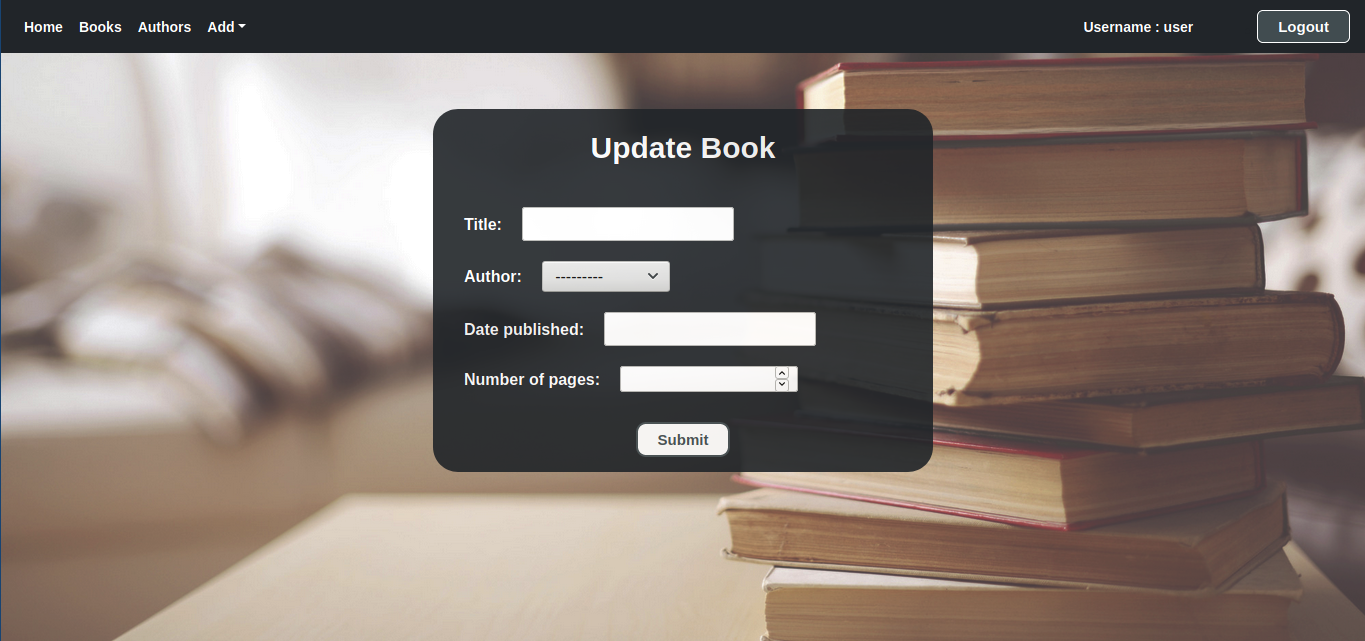 Home Books Authors Add Username : user Logout
Update Book
Title:
Author: ---------
Date published:
Number of pages:
Submit